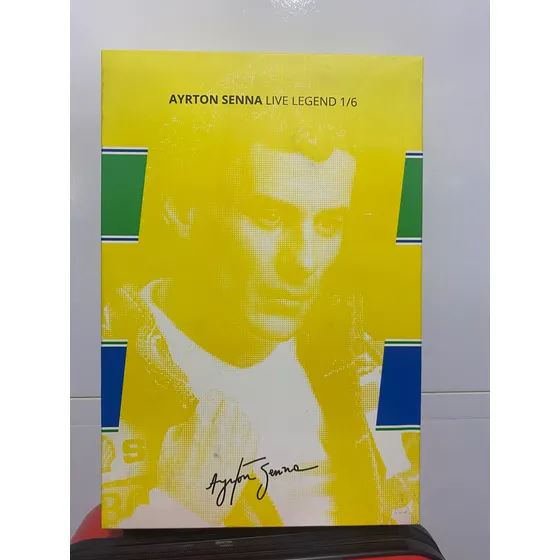 AYRTON SENNA LIVE LEGEND 1/6
Ayrton Senna